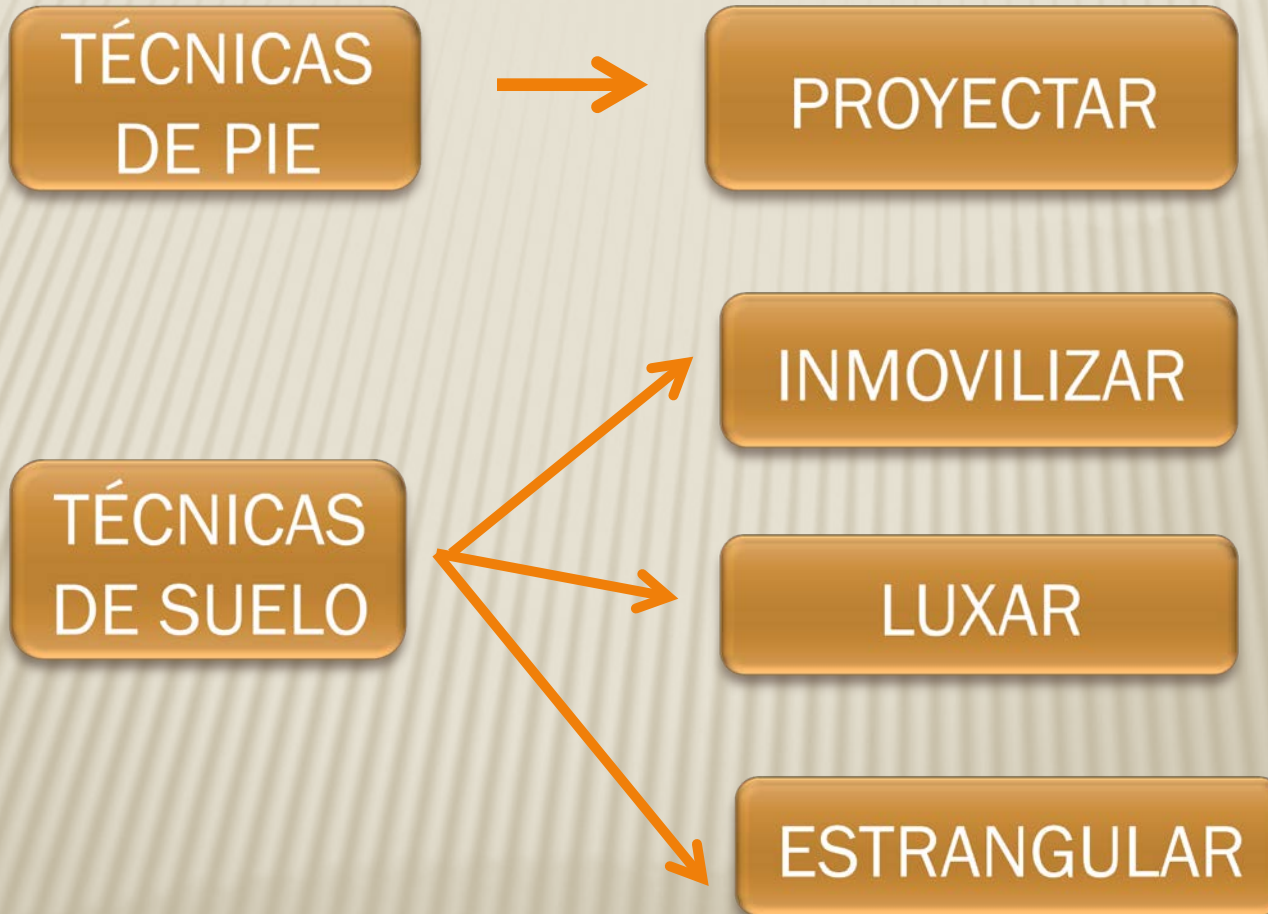 TÉCNICAS
DE PIE
PROYECTAR
INMOVILIZAR
TÉCNICAS
DE SUELO
LUXAR
ESTRANGULAR